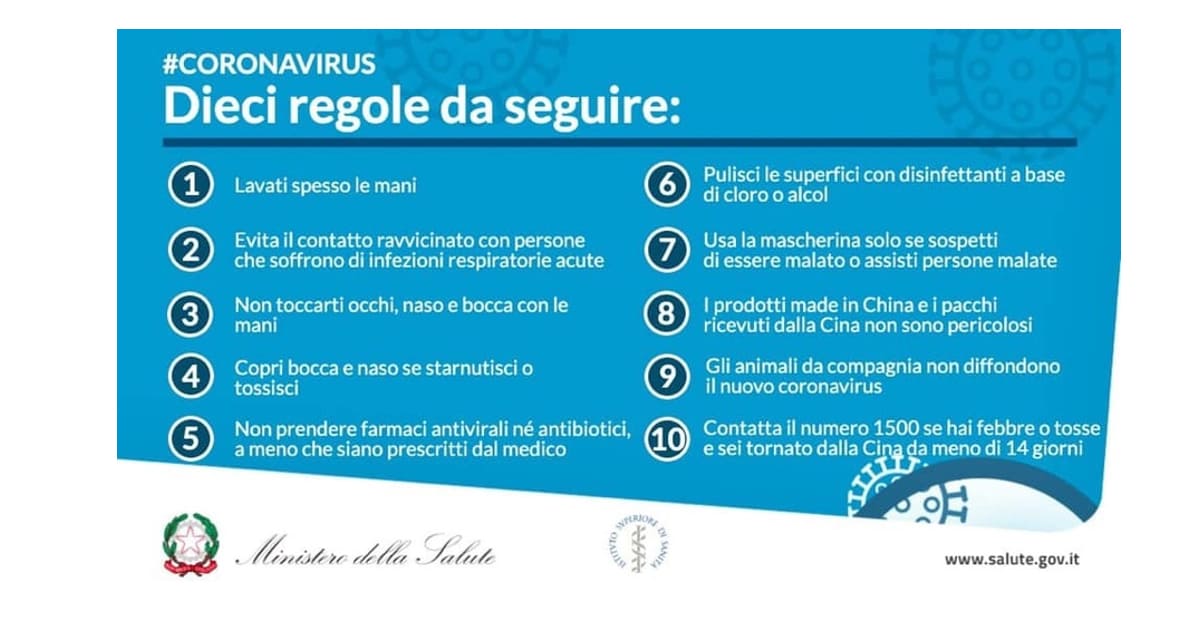 #CORONAVIRUS
Dieci regole da seguire:
1
Lavati spesso le mani
2
Evita il contatto ravvicinato con persone
che soffrono di infezioni respiratorie acute
3
Non toccarti occhi, naso e bocca con le
mani
4
Copri bocca e naso se starnutisci o
tossisci
5
Non prendere farmaci antivirali né antibiotici,
a meno che siano prescritti dal medico
6
Pulisci le superfici con disinfettanti a base
di cloro o alcol
7
Usa la mascherina solo se sospetti
di essere malato o assisti persone malate
8
I prodotti made in China e i pacchi
ricevuti dalla Cina non sono pericolosi
9
Gli animali da compagnia non diffondono
il nuovo coronavirus
10
Contatta il numero 1500 se hai febbre o tosse
e sei tornato dalla Cina da meno di 14 giorni
Ministero della Salute
ISTITUTO SUPERIORE DI SANITÀ
www.salute.gov.it